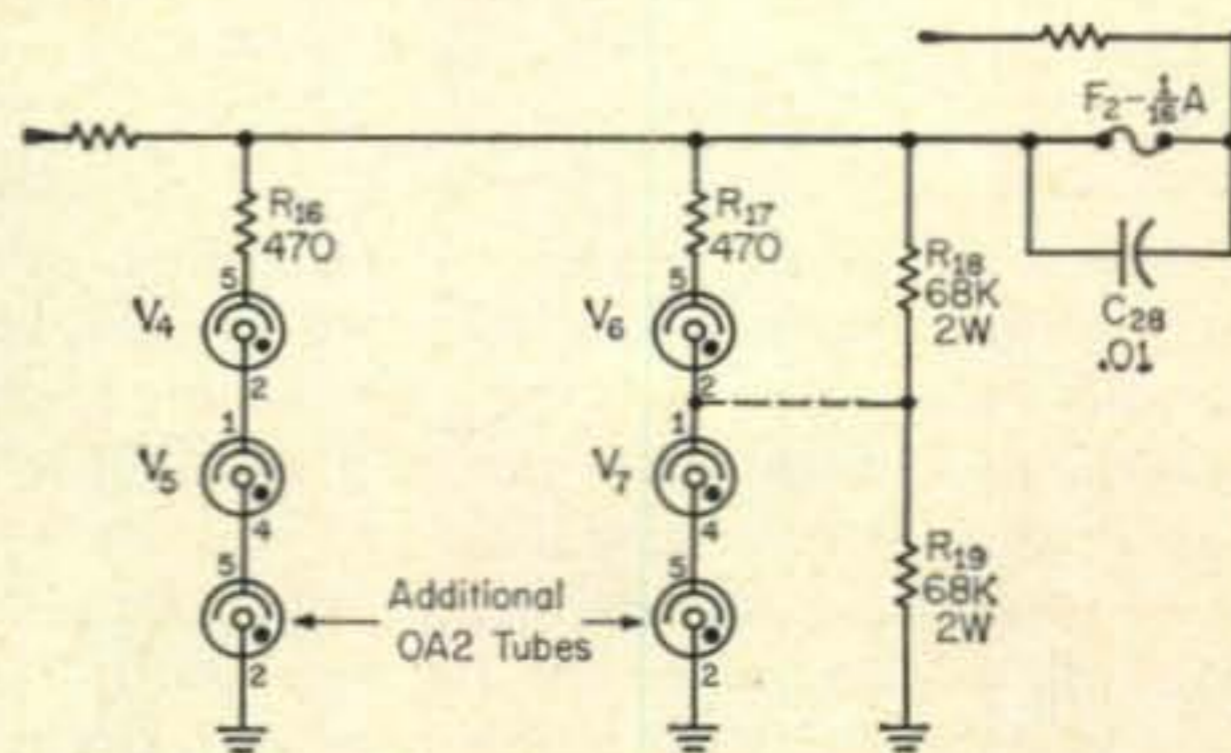 F₂-1/16A
R₁₆
470
R₁₇
470
5
5
R₁₈
68K
2W
V₄
V₆
C₂₈
.01
2
2
1
1
V₅
V₇
4
4
R₁₉
68K
2W
5
5
Additional
OA2 Tubes
2
2